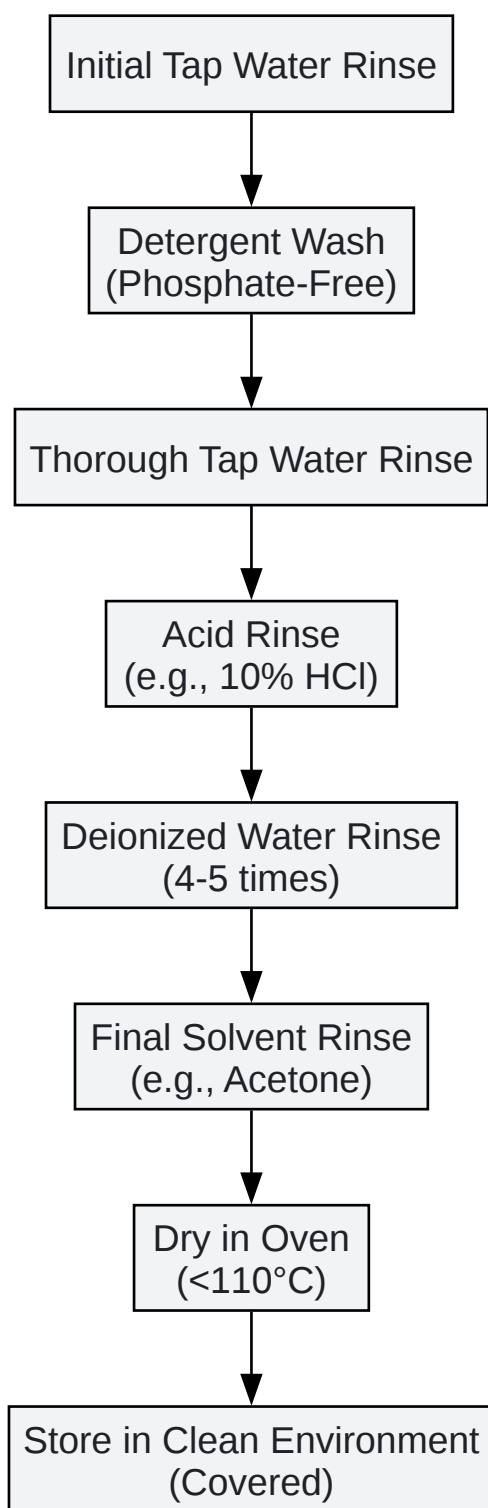 Initial Tap Water Rinse
Detergent Wash
(Phosphate-Free)
Thorough Tap Water Rinse
Acid Rinse
(e.g., 10% HCl)
Deionized Water Rinse
(4-5 times)
Final Solvent Rinse
(e.g., Acetone)
Dry in Oven
(<110°C)
Store in Clean Environment
(Covered)